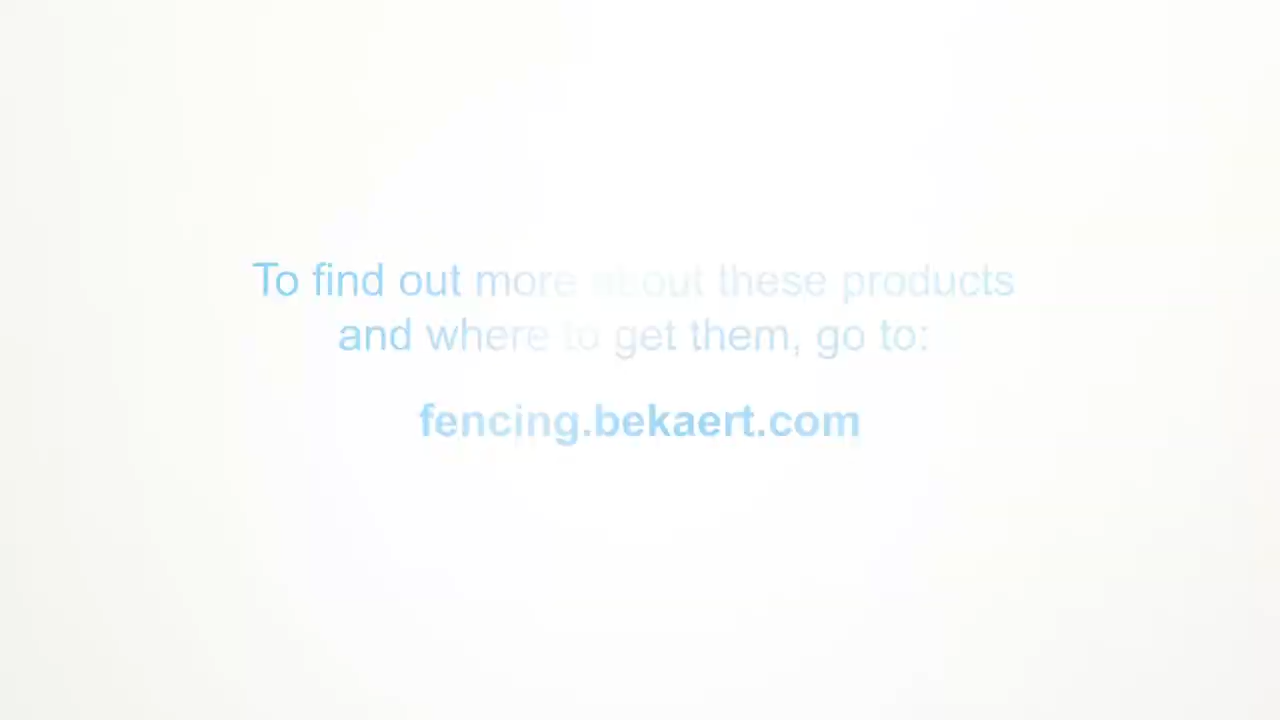 To find out more about these products
and where to get them, go to:
fencing.bekaert.com